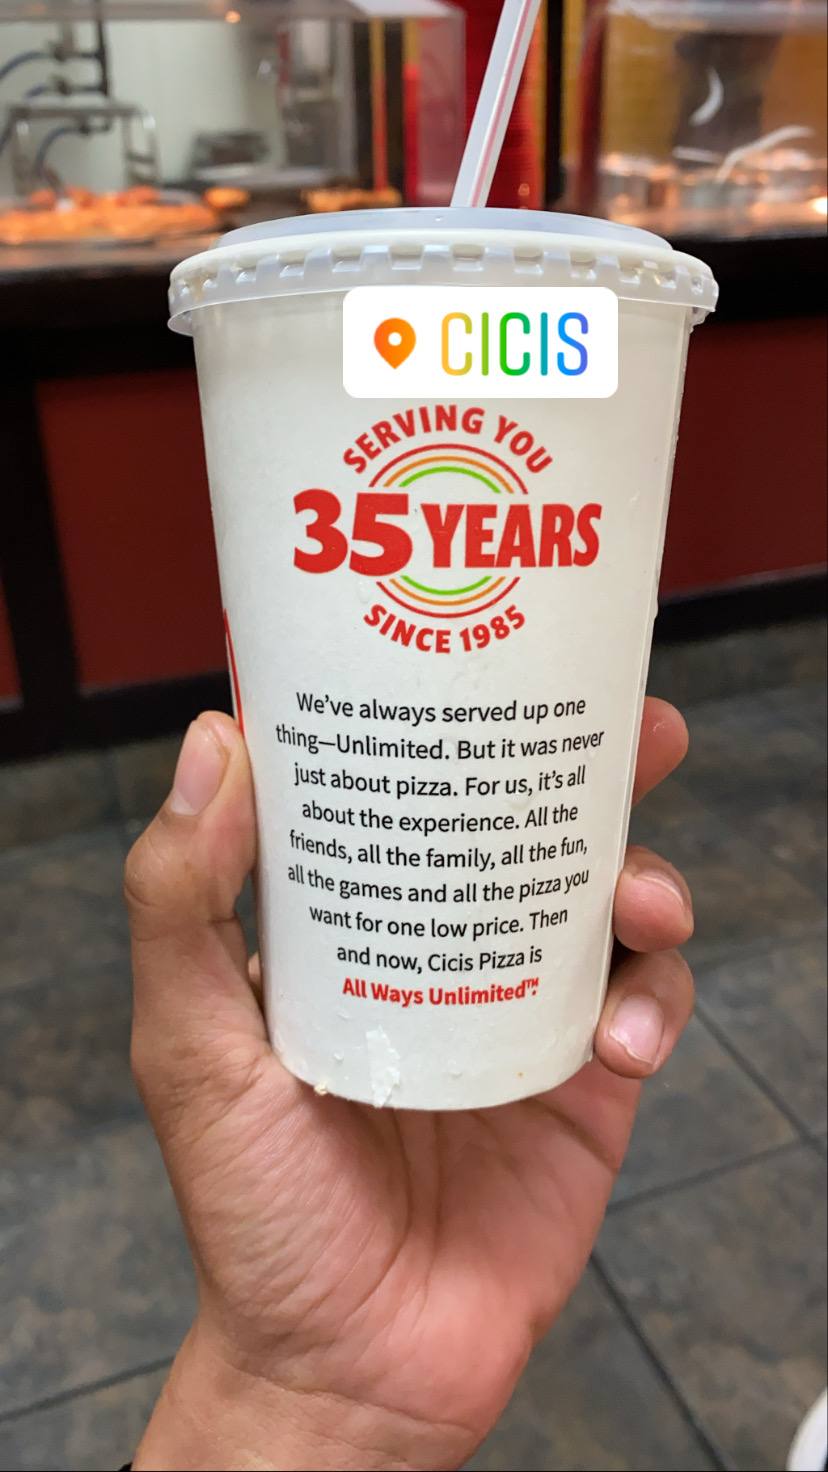 CICIS
SERVING YOU
35 YEARS
SINCE 1985
We've always served up one
thing—Unlimited. But it was never
just about pizza. For us, it's all
about the experience. All the
friends, all the family, all the fun,
all the games and all the pizza you
want for one low price. Then
and now, Cicis Pizza is
All Ways Unlimited™.